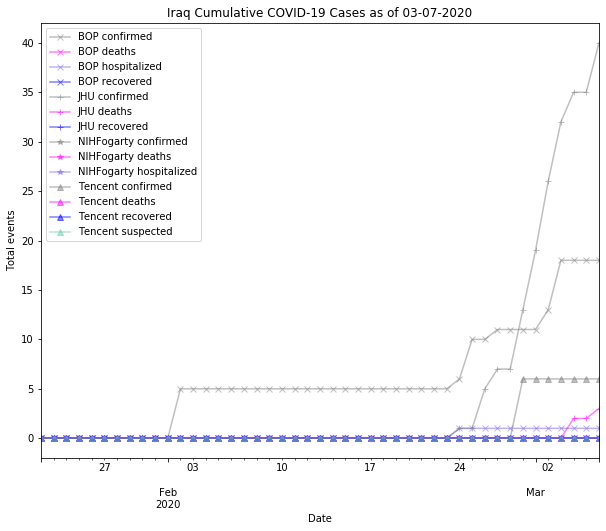 Iraq Cumulative COVID-19 Cases as of 03-07-2020
BOP confirmed
BOP deaths
BOP hospitalized
BOP recovered
JHU confirmed
JHU deaths
JHU recovered
NIHFogarty confirmed
NIHFogarty deaths
NIHFogarty hospitalized
Tencent confirmed
Tencent deaths
Tencent recovered
Tencent suspected
Total events
40
35
30
25
20
15
10
5
0
27 03 10 17 24 02
Feb Mar
2020
Date